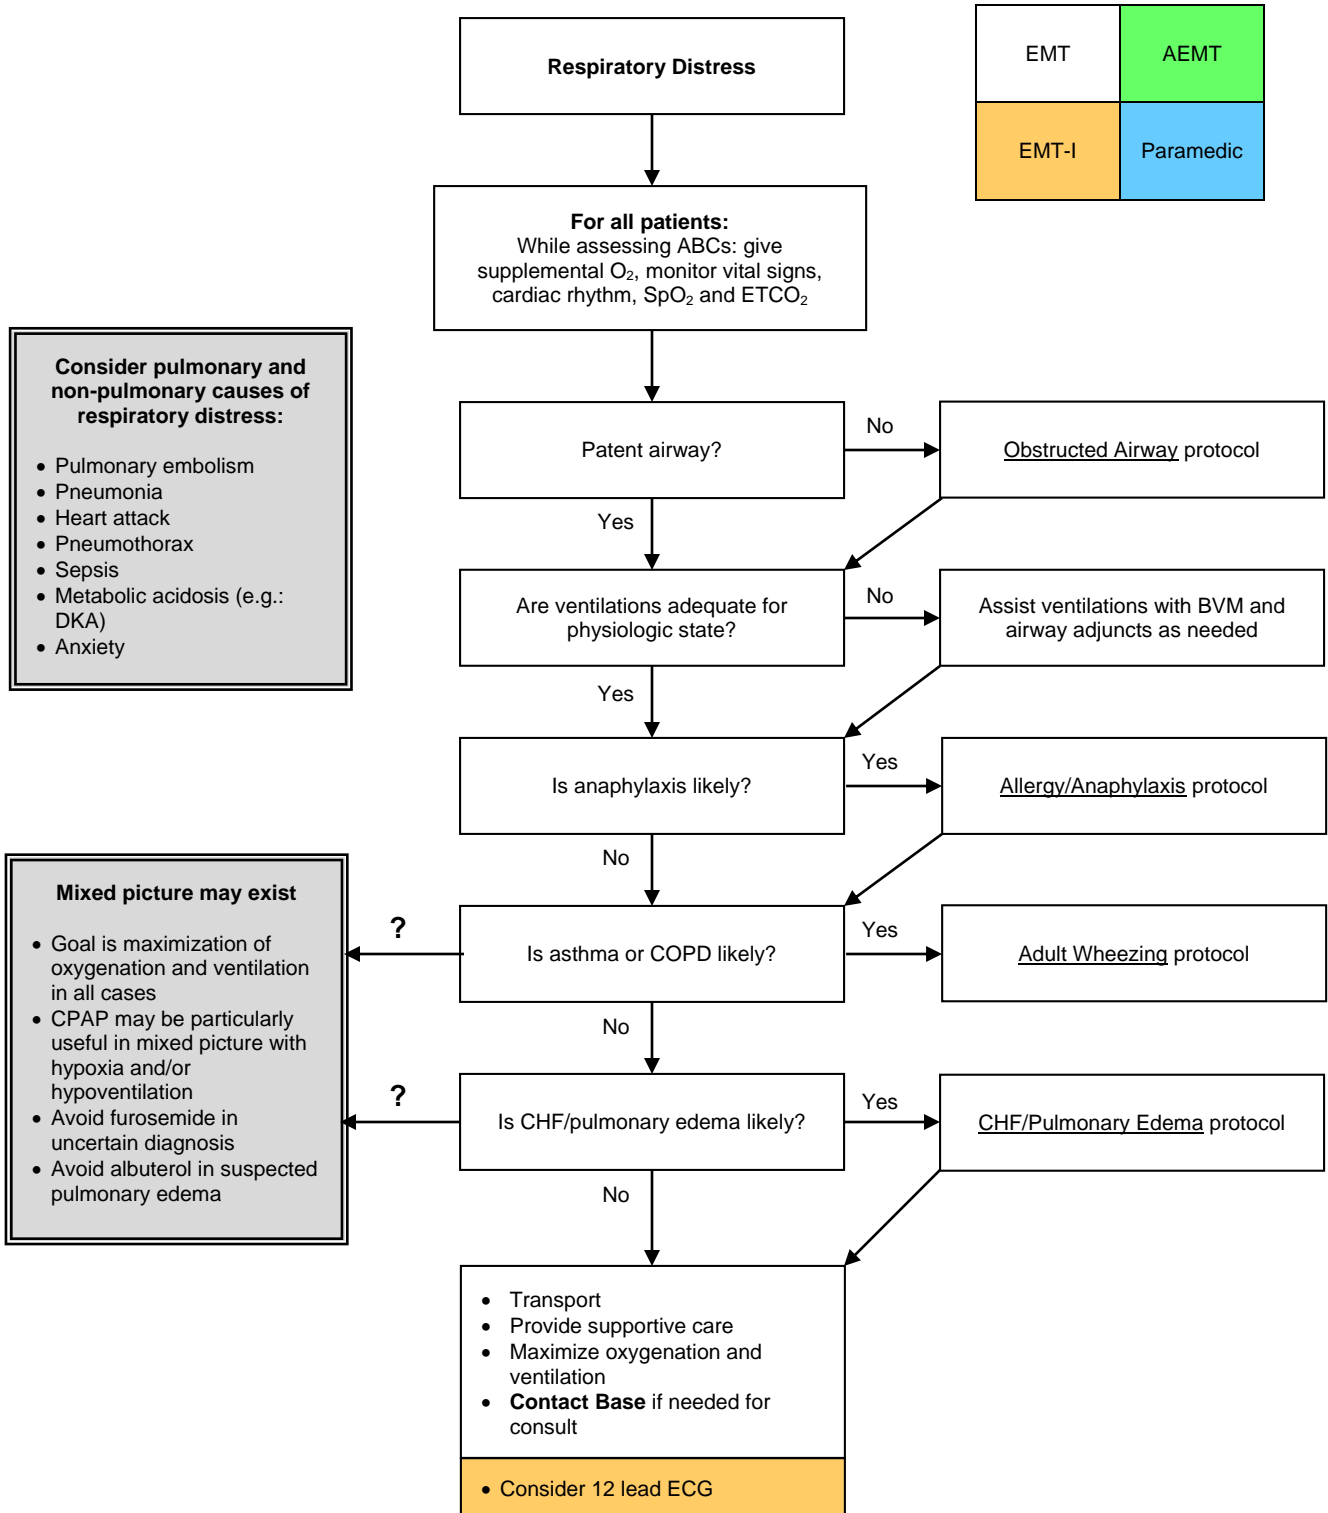 Respiratory Distress
EMT
AEMT
EMT-I
Paramedic
For all patients:
While assessing ABCs: give
supplemental O₂, monitor vital signs,
cardiac rhythm, SpO₂ and ETCO₂
Consider pulmonary and
non-pulmonary causes of
respiratory distress:
• Pulmonary embolism
• Pneumonia
• Heart attack
• Pneumothorax
• Sepsis
• Metabolic acidosis (e.g.:
DKA)
• Anxiety
Patent airway?
No
Obstructed Airway protocol
Yes
Are ventilations adequate for
physiologic state?
No
Assist ventilations with BVM and
airway adjuncts as needed
Yes
Is anaphylaxis likely?
Yes
Allergy/Anaphylaxis protocol
No
Mixed picture may exist
• Goal is maximization of
oxygenation and ventilation
in all cases
• CPAP may be particularly
useful in mixed picture with
hypoxia and/or
hypoventilation
• Avoid furosemide in
uncertain diagnosis
• Avoid albuterol in suspected
pulmonary edema
?
Is asthma or COPD likely?
Yes
Adult Wheezing protocol
No
?
Is CHF/pulmonary edema likely?
Yes
CHF/Pulmonary Edema protocol
No
• Transport
• Provide supportive care
• Maximize oxygenation and
ventilation
• Contact Base if needed for
consult
• Consider 12 lead ECG